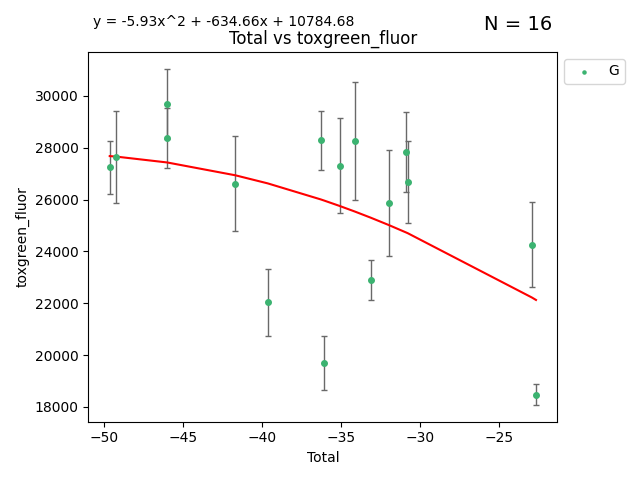 y = -5.93x^2 + -634.66x + 10784.68
N = 16
Total vs toxgreen_fluor
G
30000
28000
26000
24000
22000
20000
18000
toxgreen_fluor
−50
−45
−40
−35
−30
−25
Total